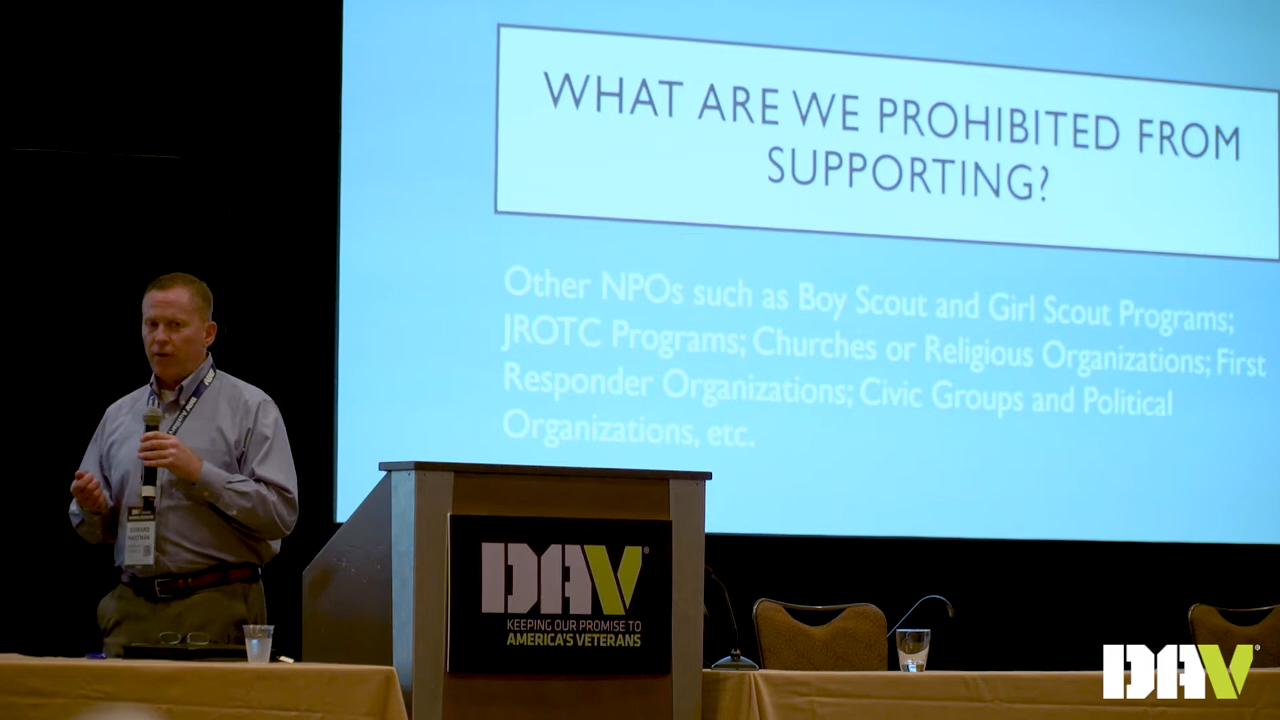 WHAT ARE WE PROHIBITED FROM
SUPPORTING?
Other NPOs such as Boy Scout and Girl Scout Programs;
JROTC Programs; Churches or Religious Organizations; First
Responder Organizations; Civic Groups and Political
Organizations, etc.
EDWARD
HARTMAN
DAV®
KEEPING OUR PROMISE TO
AMERICA'S VETERANS
DAV®